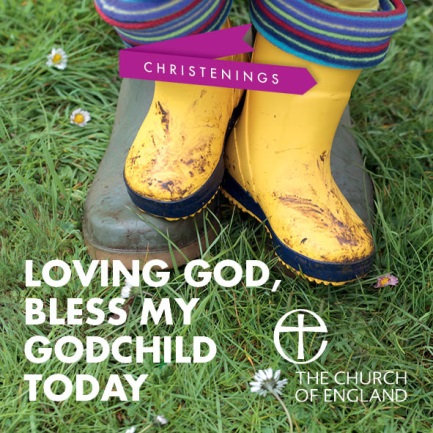 CHRISTENINGS
LOVING GOD,
BLESS MY
GODCHILD
TODAY
THE CHURCH
OF ENGLAND